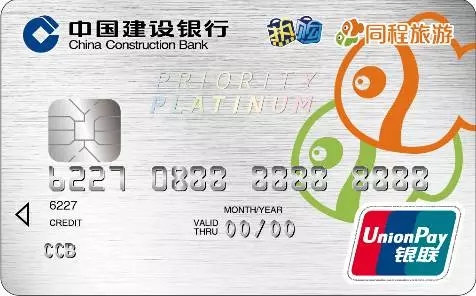 中国建设银行
China Construction Bank
热购
同程旅游
PRIORITY
PLATINUM
6227 0888 8888 8888
6227
MONTH/YEAR
CREDIT
VALID THRU 00/00
CCB
UnionPay
银联